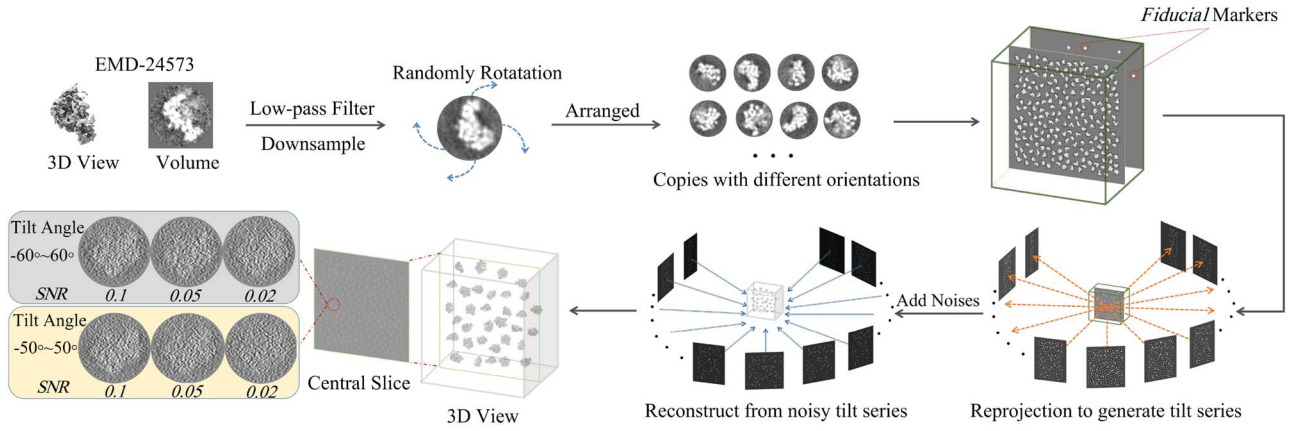 Fiducial Markers
EMD-24573
3D View
Volume
Low-pass Filter
Downsample
Randomly Rotatation
Arranged
• • •
Copies with different orientations
Tilt Angle
-60°~60°
SNR
0.1
0.05
0.02
Tilt Angle
-50°~50°
SNR
0.1
0.05
0.02
Central Slice
3D View
Add Noises
Reconstruct from noisy tilt series
Reprojection to generate tilt series